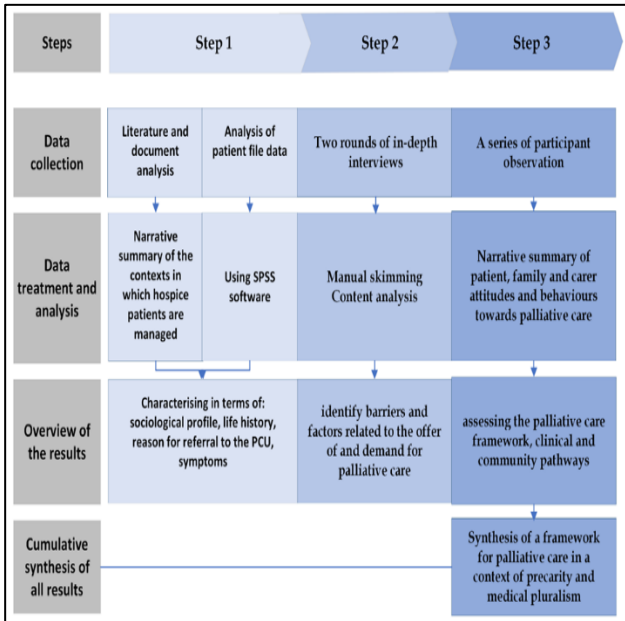 Steps
Step 1
Step 2
Step 3
Data
collection
Literature and
document
analysis
Analysis of
patient file data
Two rounds of in-depth
interviews
A series of participant
observation
Data
treatment and
analysis
Narrative
summary of the
contexts in
which hospice
patients are
managed
Using SPSS
software
Manual skimming
Content analysis
Narrative summary of
patient, family and carer
attitudes and behaviours
towards palliative care
Overview of
the results
Characterising in terms of:
sociological profile, life history,
reason for referral to the PCU,
symptoms
identify barriers and
factors related to the offer
of and demand for
palliative care
assessing the palliative care
framework, clinical and
community pathways
Cumulative
synthesis of
all results
Synthesis of a framework
for palliative care in a
context of precarity and
medical pluralism